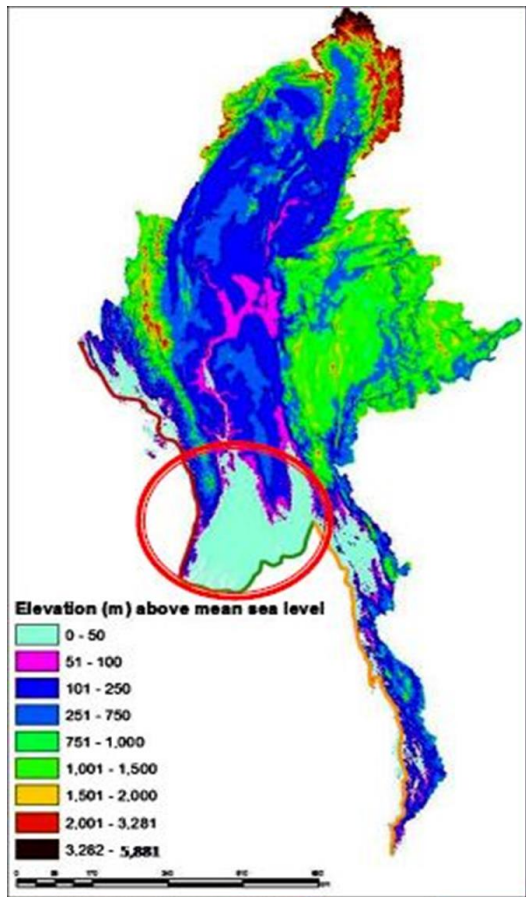 Elevation (m) above mean sea level
0 - 50
51 - 100
101 - 250
251 - 750
751 - 1,000
1,001 - 1,500
1,501 - 2,000
2,001 - 3,281
3,282 - 5,881